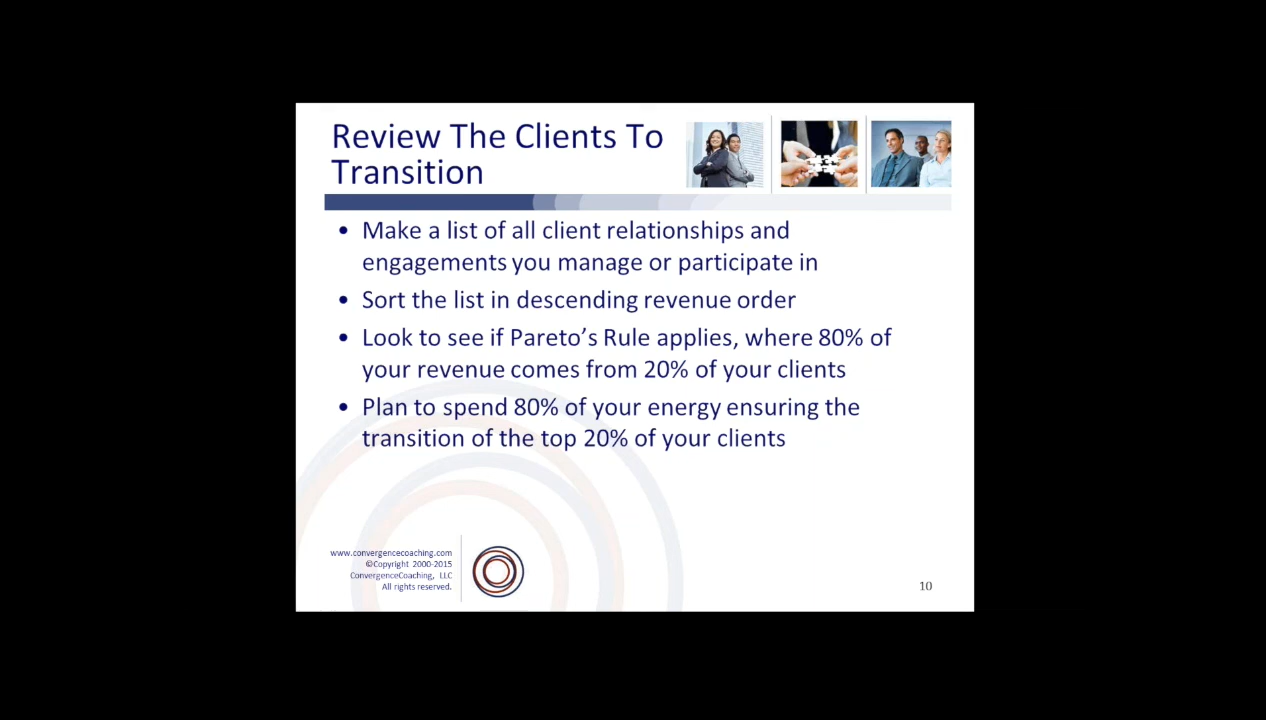 Review The Clients To
Transition
• Make a list of all client relationships and
engagements you manage or participate in
• Sort the list in descending revenue order
• Look to see if Pareto’s Rule applies, where 80% of
your revenue comes from 20% of your clients
• Plan to spend 80% of your energy ensuring the
transition of the top 20% of your clients
www.convergencecoaching.com
©Copyright 2000-2015
ConvergenceCoaching, LLC
All rights reserved.
10